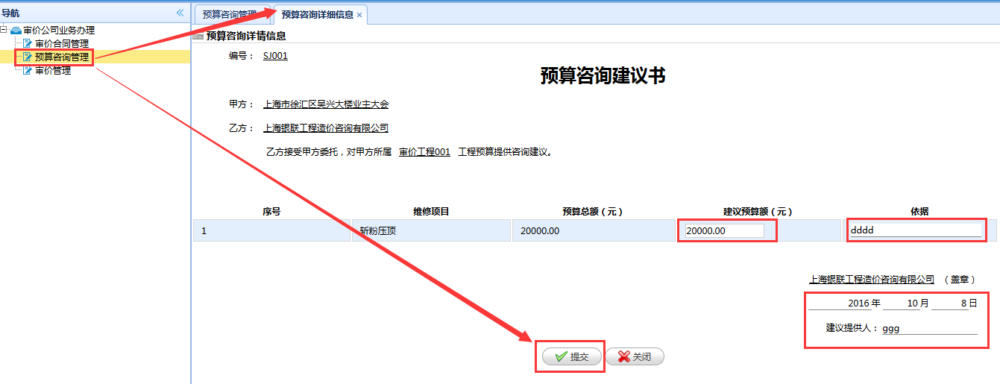 导航
审价公司业务办理
审价合同管理
预算咨询管理
审价管理
预算咨询管理 预算咨询详细信息
预算咨询详情信息
编号： SJ001
预算咨询建议书
甲方： 上海市徐汇区吴兴大楼业主大会
乙方： 上海银联工程造价咨询有限公司
乙方接受甲方委托，对甲方所属 审价工程001 工程预算提供咨询建议。
序号 维修项目 预算总额（元） 建议预算额（元） 依据
1 斩粉压顶 20000.00 20000.00 dddd
上海银联工程造价咨询有限公司 （盖章）
2016 年 10 月 8 日
建议提供人： ggg
提交 关闭